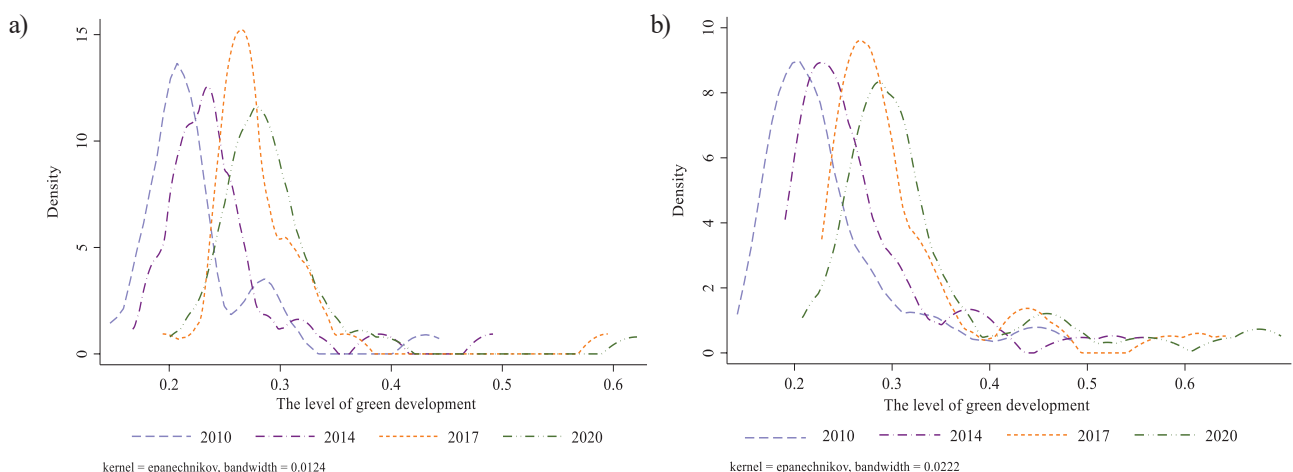 a)
15
10
5
0
Density
0.2 0.3 0.4 0.5 0.6
The level of green development
2010 2014 2017 2020
kernel = epanechnikov, bandwidth = 0.0124
b)
10
8
6
4
2
0
Density
0.2 0.3 0.4 0.5 0.6
The level of green development
2010 2014 2017 2020
kernel = epanechnikov, bandwidth = 0.0222